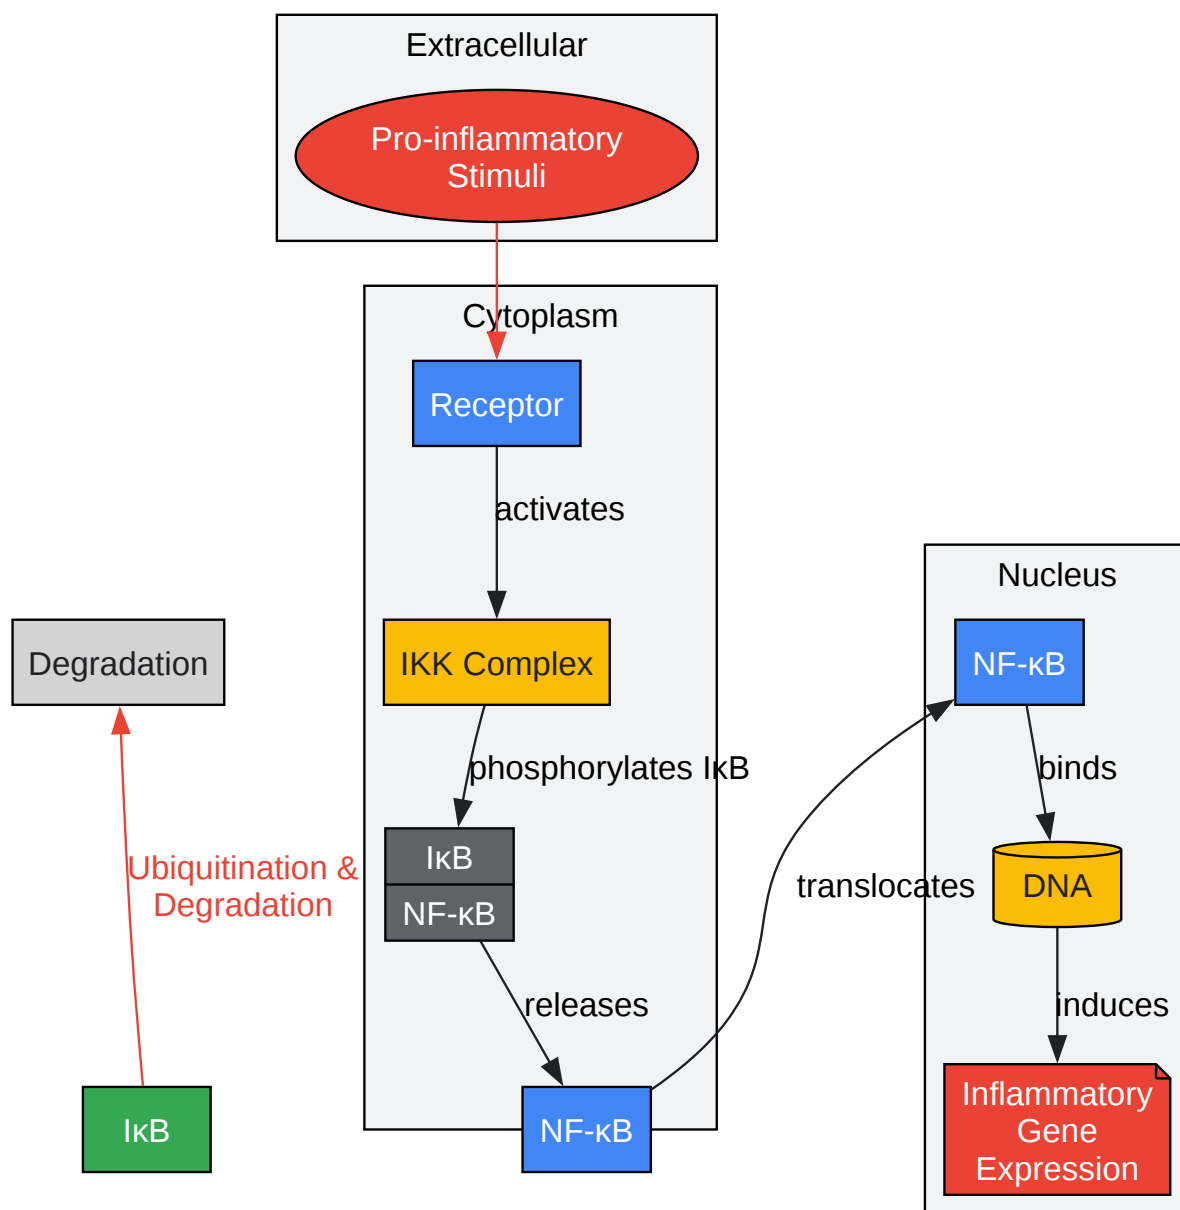 Extracellular
Pro-inflammatory
Stimuli
Cytoplasm
Receptor
activates
Nucleus
Degradation
IKK Complex
NF-κB
phosphorylates IκB
binds
IκB
NF-κB
Ubiquitination &
Degradation
translocates
DNA
releases
induces
IκB
NF-κB
Inflammatory
Gene
Expression